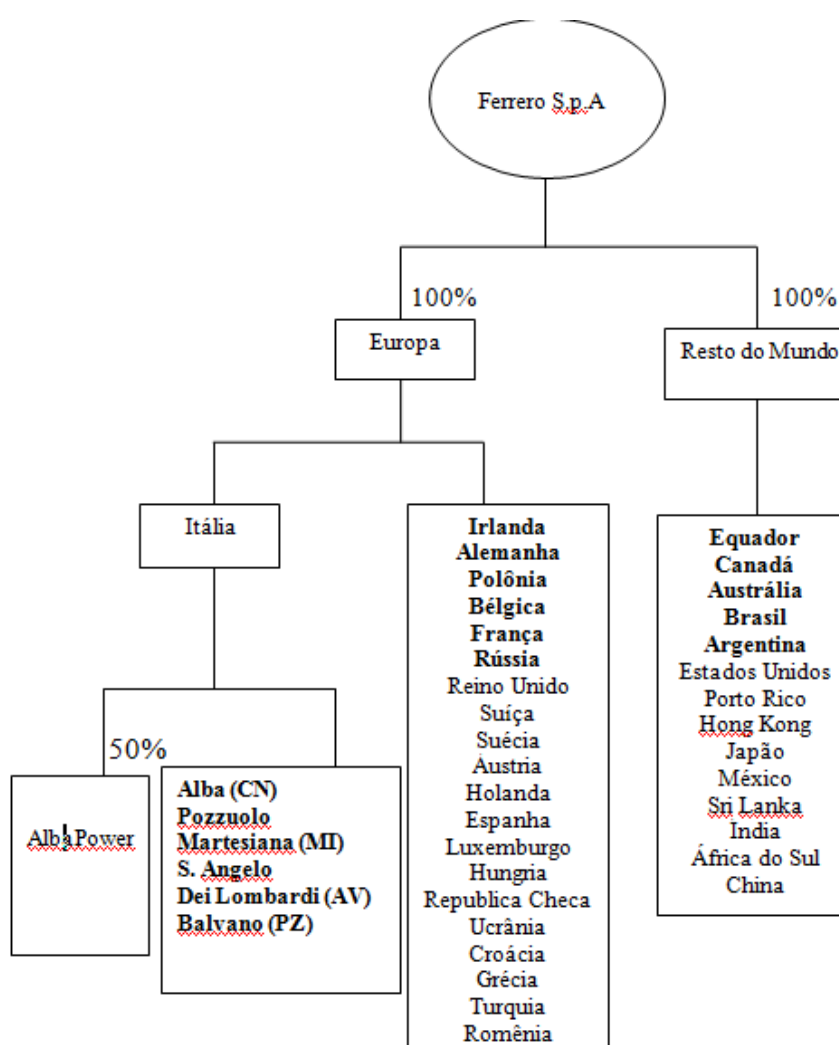 Ferrero S.p.A
100%
100%
Europa
Resto do Mundo
Itália
50%
Alba Power
Alba (CN)
Pozzuolo
Martesiana (MI)
S. Angelo
Dei Lombardi (AV)
Balvano (PZ)
Irlanda
Alemanha
Polônia
Bélgica
França
Rússia
Reino Unido
Suíça
Suécia
Austria
Holanda
Espanha
Luxemburgo
Hungria
Republica Checa
Ucrânia
Croácia
Grécia
Turquia
Romênia
Equador
Canadá
Austrália
Brasil
Argentina
Estados Unidos
Porto Rico
Hong Kong
Japão
México
Sri Lanka
India
África do Sul
China